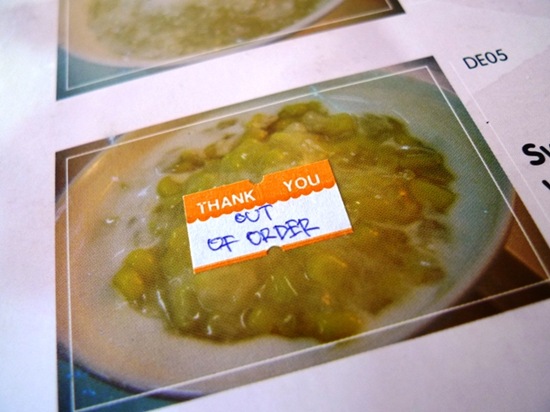 DE05
THANK YOU
OUT
OF ORDER